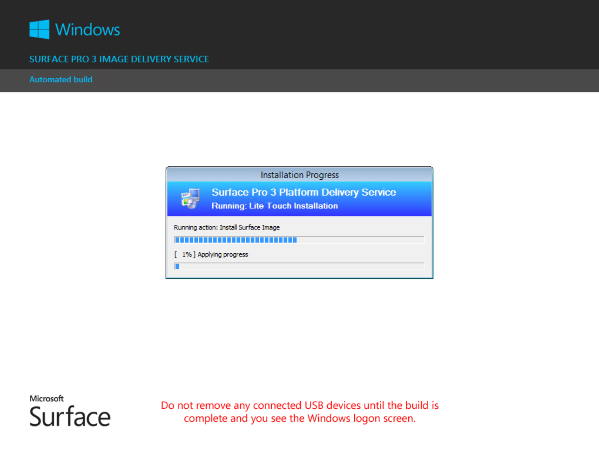 Windows
SURFACE PRO 3 IMAGE DELIVERY SERVICE
Automated build
Installation Progress
Surface Pro 3 Platform Delivery Service
Running: Lite Touch Installation
Running action: Install Surface Image
[ 1% ] Applying progress
Microsoft
Surface
Do not remove any connected USB devices until the build is
complete and you see the Windows logon screen.